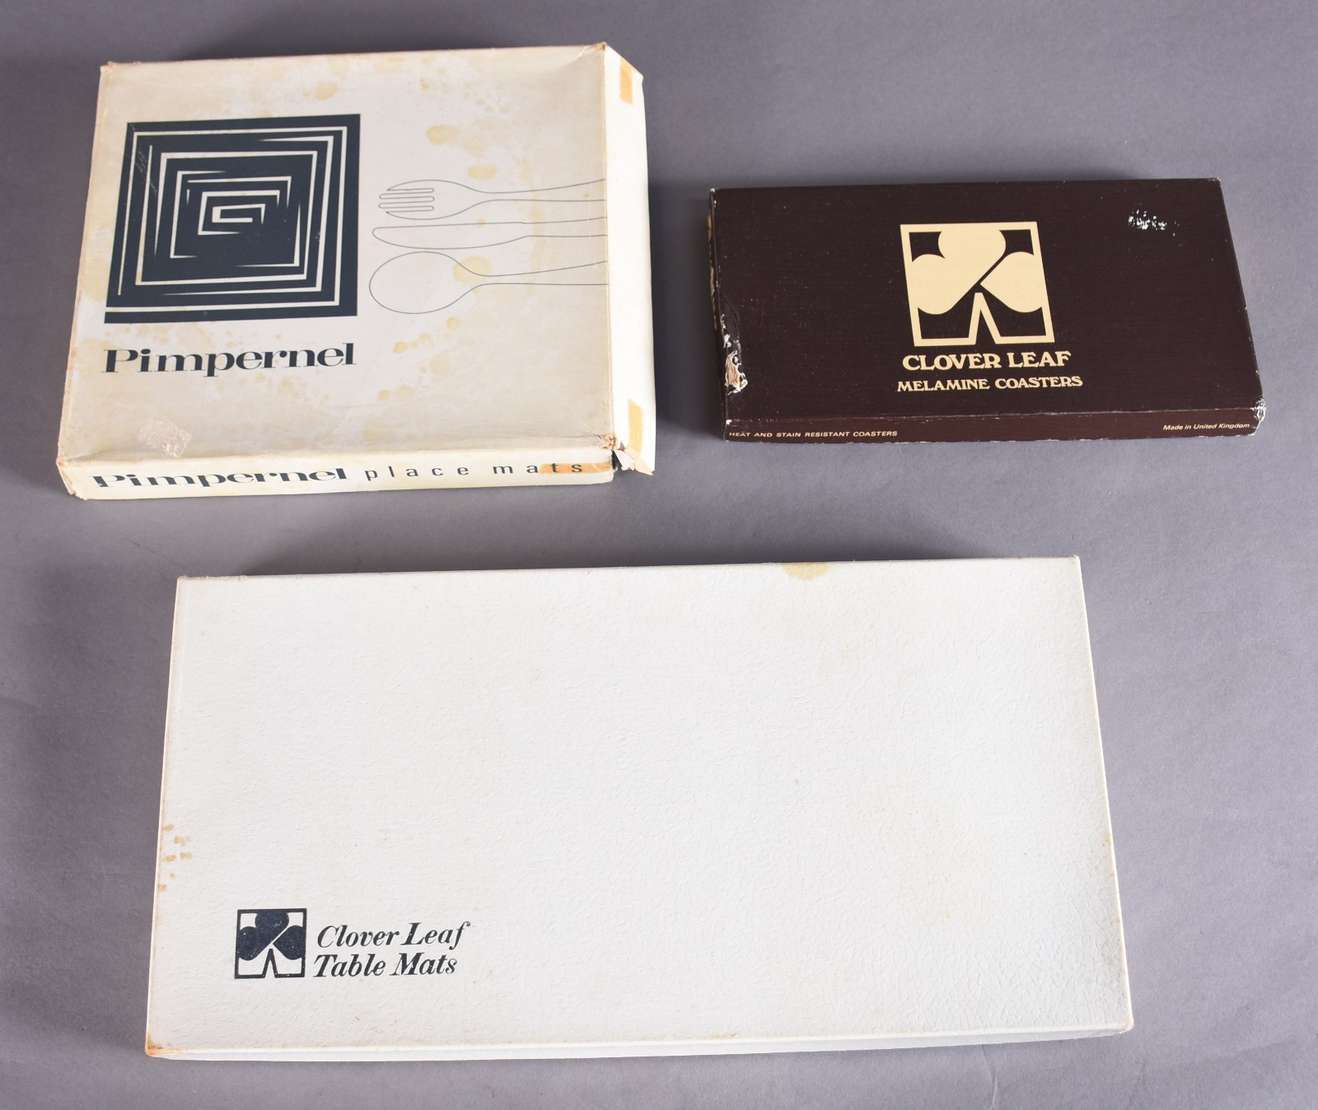 Pimpernel
Pimpernel place mats
CLOVER LEAF
MELAMINE COASTERS
HEAT AND STAIN RESISTANT COASTERS
Made in United Kingdom
Clover Leaf
Table Mats